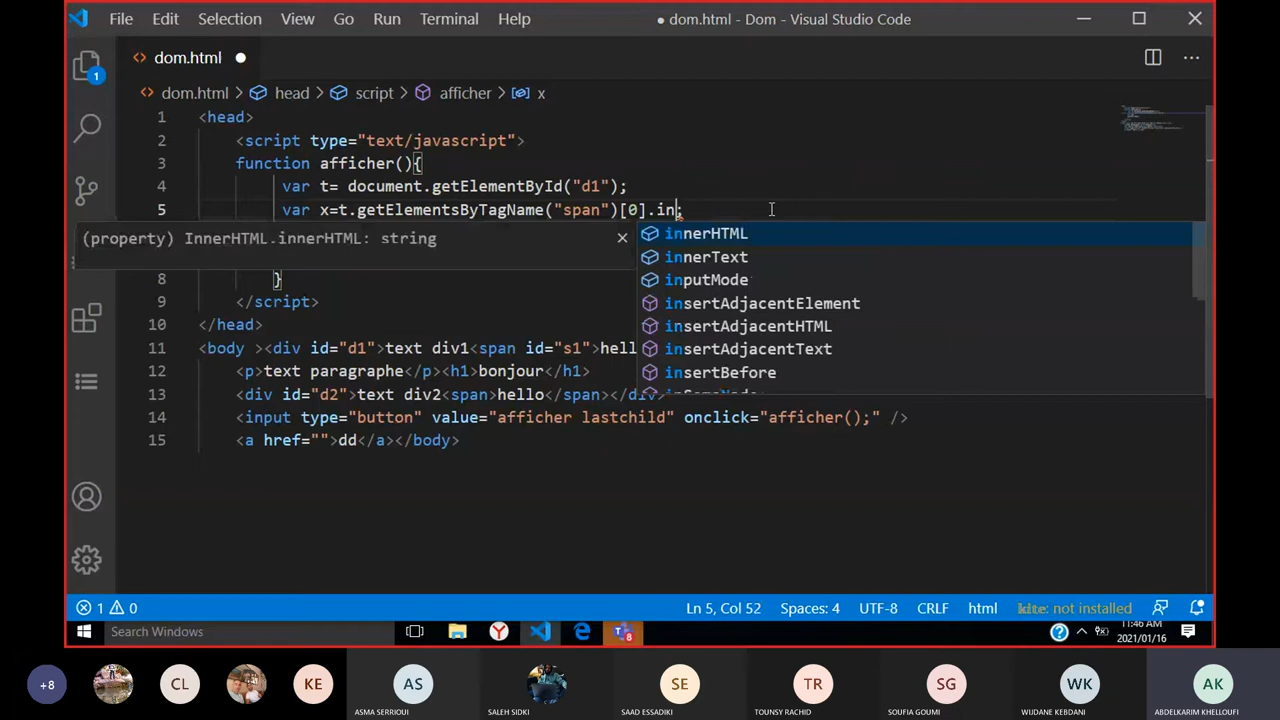 File Edit Selection View Go Run Terminal Help
● dom.html - Dom - Visual Studio Code
dom.html
dom.html > head > script > afficher > x
1
1 <head>
2 <script type="text/javascript">
3 function afficher(){
4 var t= document.getElementById("d1");
5 var x=t.getElementsByTagName("span")[0].in;
(property) InnerHTML.innerHTML: string
innerHTML
innerText
inputMode
insertAdjacentElement
insertAdjacentHTML
insertAdjacentText
insertBefore
8 }
9 </script>
10 </head>
11 <body ><div id="d1">text div1<span id="s1">hell
12 <p>text paragraphe</p><h1>bonjour</h1>
13 <div id="d2">text div2<span>hello</span></div>
14 <input type="button" value="afficher lastchild" onclick="afficher();" />
15 <a href="">dd</a></body>
1 0 Ln 5, Col 52 Spaces: 4 UTF-8 CRLF html kite: not installed
Search Windows
8
11:46 AM
2021/01/16
+8 CL KE AS SE TR SG WK AK
ASMA SERRIOUI SALEH SIDKI SAAD ESSADIKI TOUNSY RACHID SOUFIA GOUMI WIJDANE KEBDANI ABDELKARIM KHELLOUFI